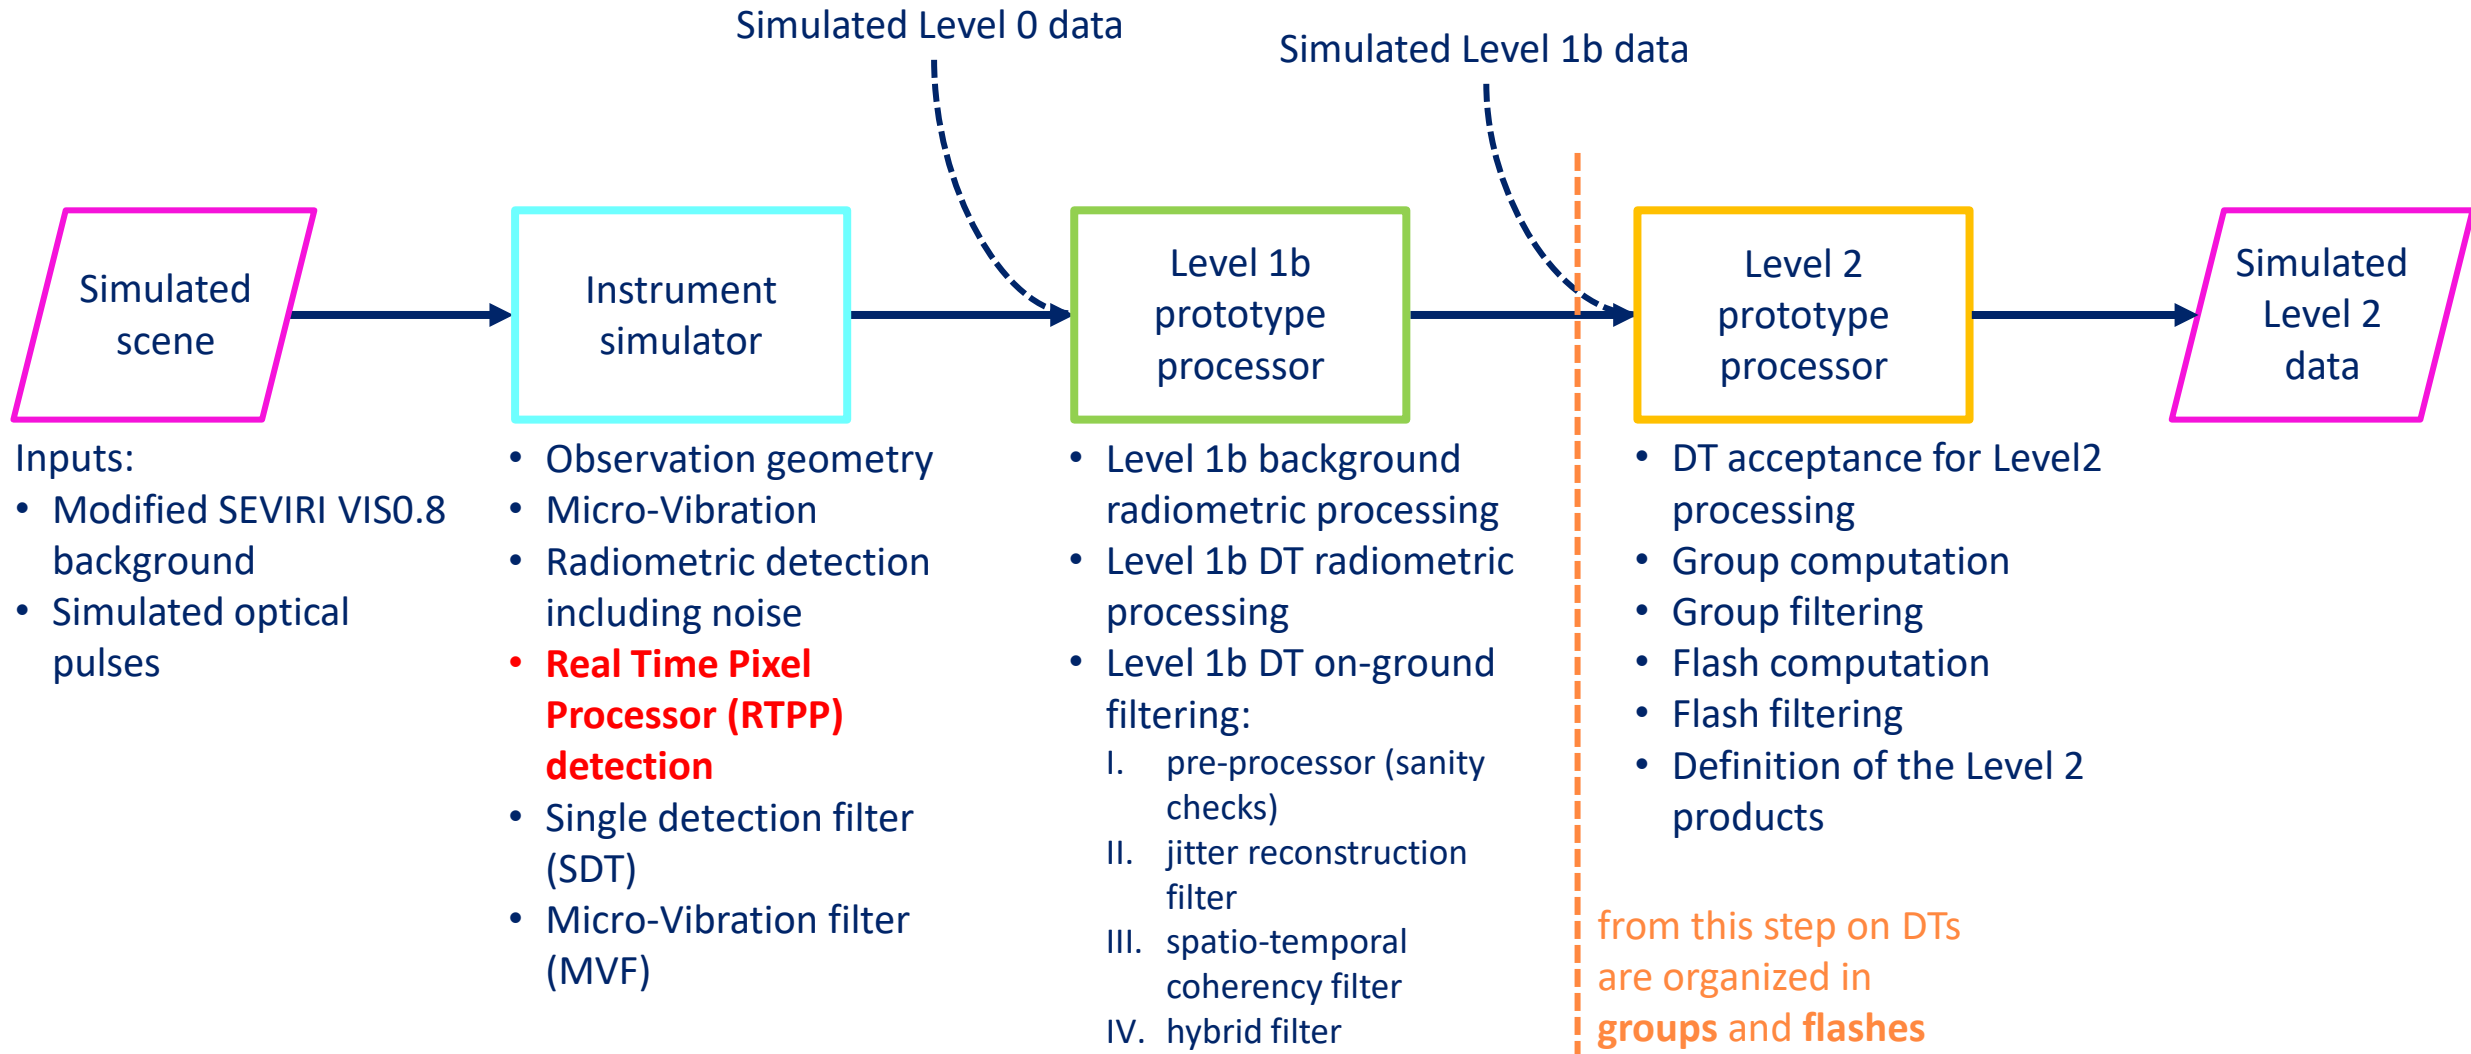 Simulated Level 0 data
Simulated Level 1b data
Simulated
scene
Instrument
simulator
Level 1b
prototype
processor
Level 2
prototype
processor
Simulated
Level 2
data
Inputs:
• Modified SEVIRI VIS0.8
background
• Simulated optical
pulses
• Observation geometry
• Micro-Vibration
• Radiometric detection
including noise
• Real Time Pixel
Processor (RTPP)
detection
• Single detection filter
(SDT)
• Micro-Vibration filter
(MVF)
• Level 1b background
radiometric processing
• Level 1b DT radiometric
processing
• Level 1b DT on-ground
filtering:
I. pre-processor (sanity
checks)
II. jitter reconstruction
filter
III. spatio-temporal
coherency filter
IV. hybrid filter
• DT acceptance for Level2
processing
• Group computation
• Group filtering
• Flash computation
• Flash filtering
• Definition of the Level 2
products
from this step on DTs
are organized in
groups and flashes